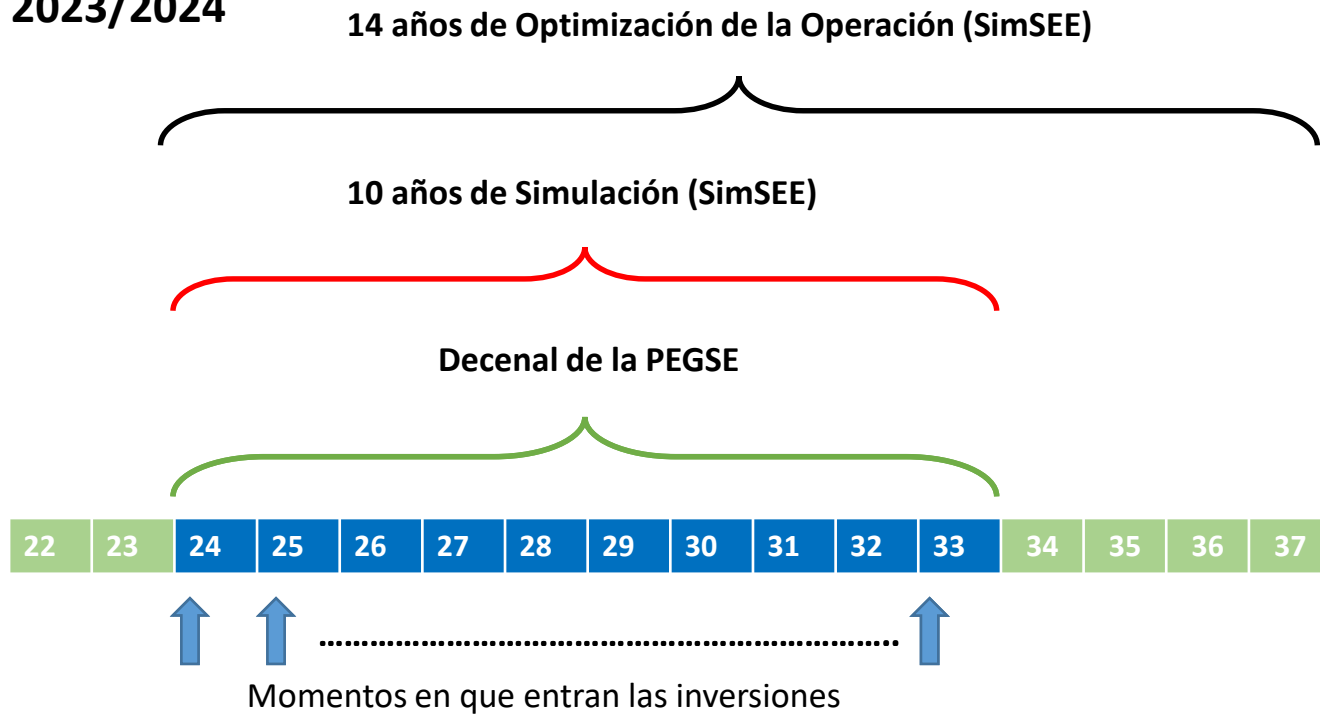 2023/2024
14 años de Optimización de la Operación (SimSEE)
10 años de Simulación (SimSEE)
Decenal de la PEGSE
22 23 24 25 26 27 28 29 30 31 32 33 34 35 36 37
Momentos en que entran las inversiones